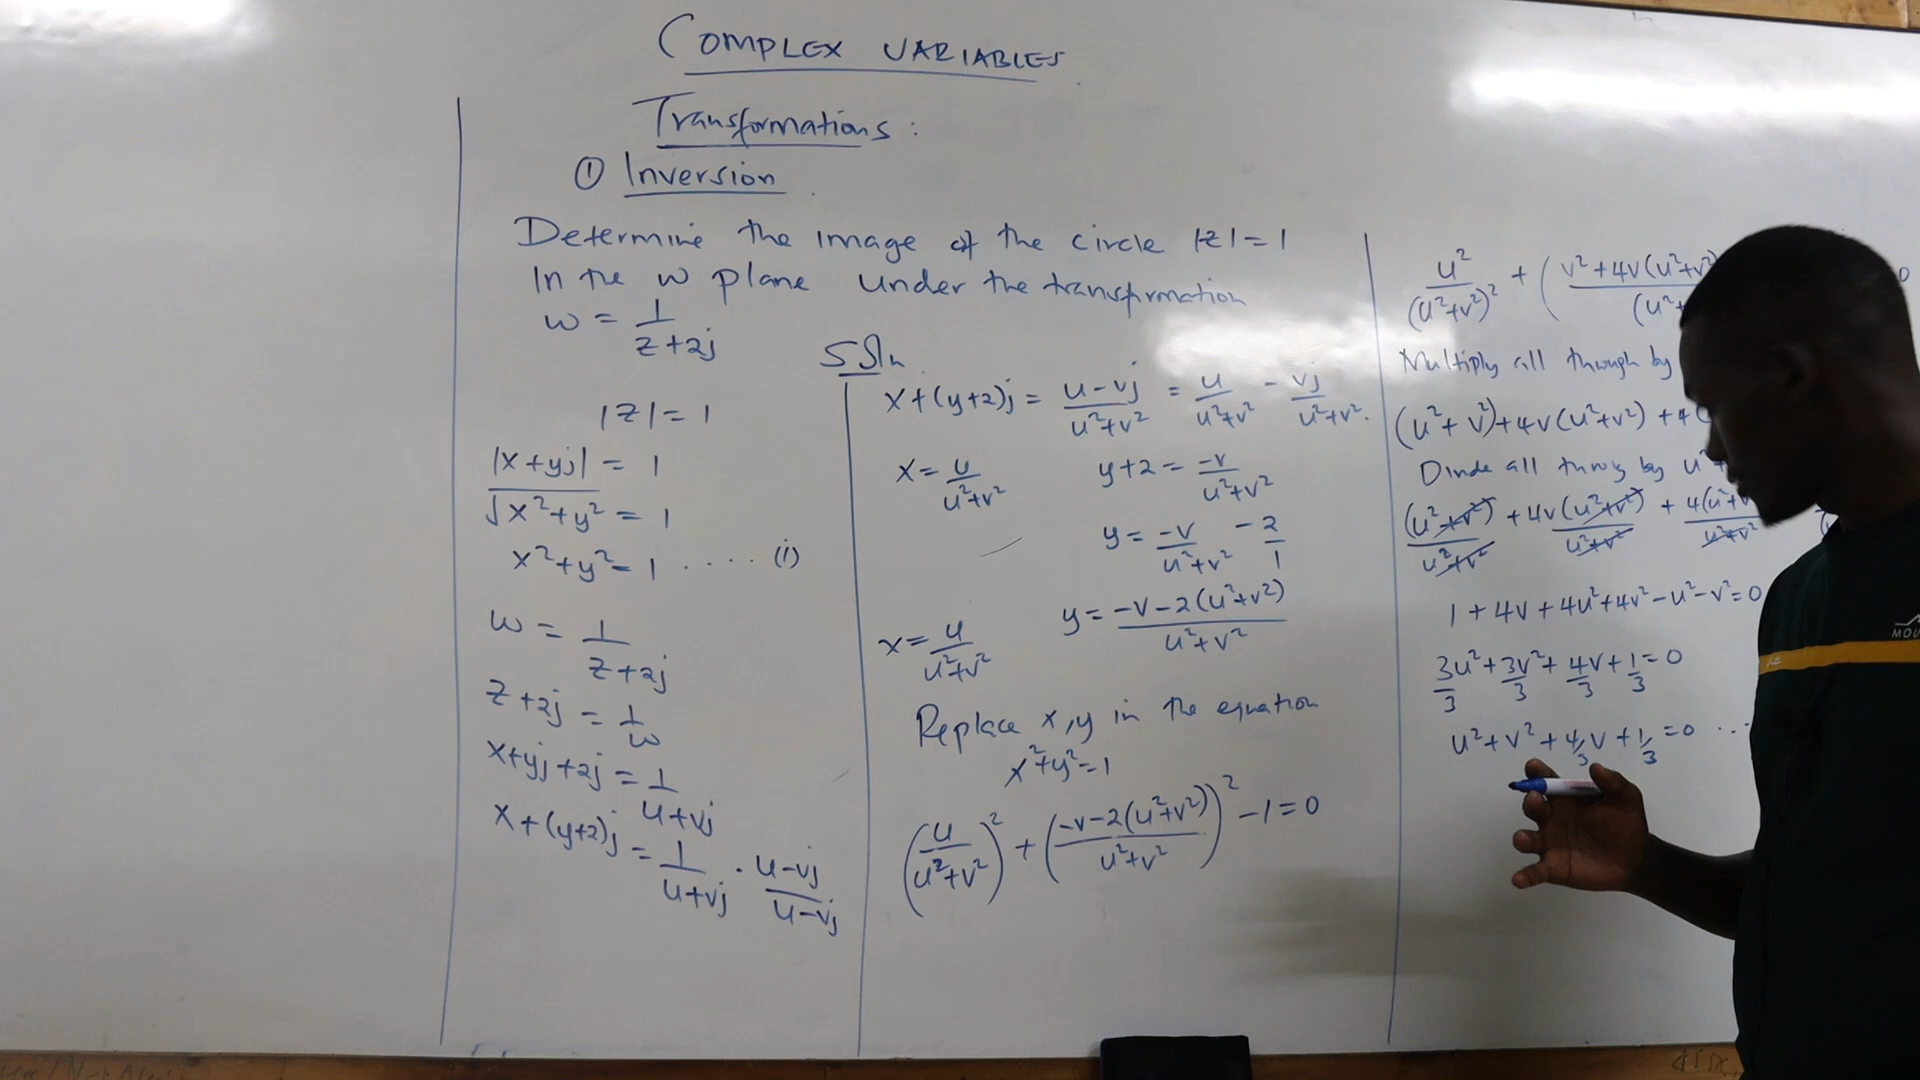 COMPLEX VARIABLES
Transformations:
① Inversion
Determine the image of the circle |z|=1
In the w plane under the transfprmation
w = 1/(z+2j)
Soln
|z| = 1
|x+yj| = 1
√(x²+y²) = 1
x²+y²=1 .... (i)
w = 1/(z+2j)
z+2j = 1/w
x+yj+2j = 1/(u+vj)
x+(y+2)j = 1/(u+vj) · (u-vj)/(u-vj)
x+(y+2)j = (u-vj)/(u²+v²) = u/(u²+v²) - vj/(u²+v²).
x = u/(u²+v²) y+2 = -v/(u²+v²)
y = -v/(u²+v²) - 2/1
x = u/(u²+v²) y = (-v-2(u²+v²))/(u²+v²)
Replace x,y in the equation
x²+y²=1
(u/(u²+v²))² + ((-v-2(u²+v²))/(u²+v²))² -1=0
u²/(u²+v²)² + (v²+4v(u²+v²)
Multiply all through by
(u²+v²)+4v(u²+v²)+4
Divide all throug by u²+
(u²+v²)/(u²+v²) + 4v(u²+v²)/(u²+v²) + 4(u²+v
1+4v+4u²+4v²-u²-v²=0
3u²/3+3v²/3+4v/3+1/3=0
u²+v²+4/3v+1/3=0 ...
MOU